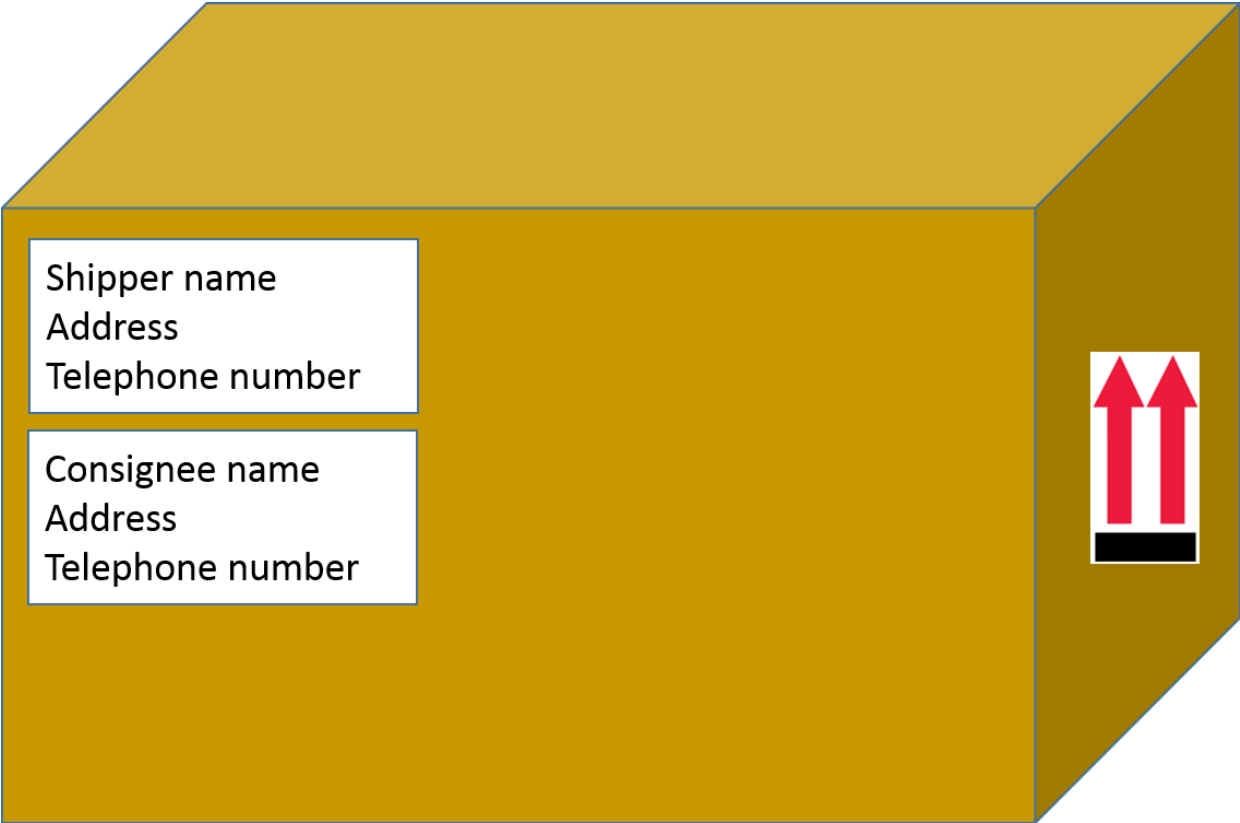 Shipper name
Address
Telephone number
Consignee name
Address
Telephone number